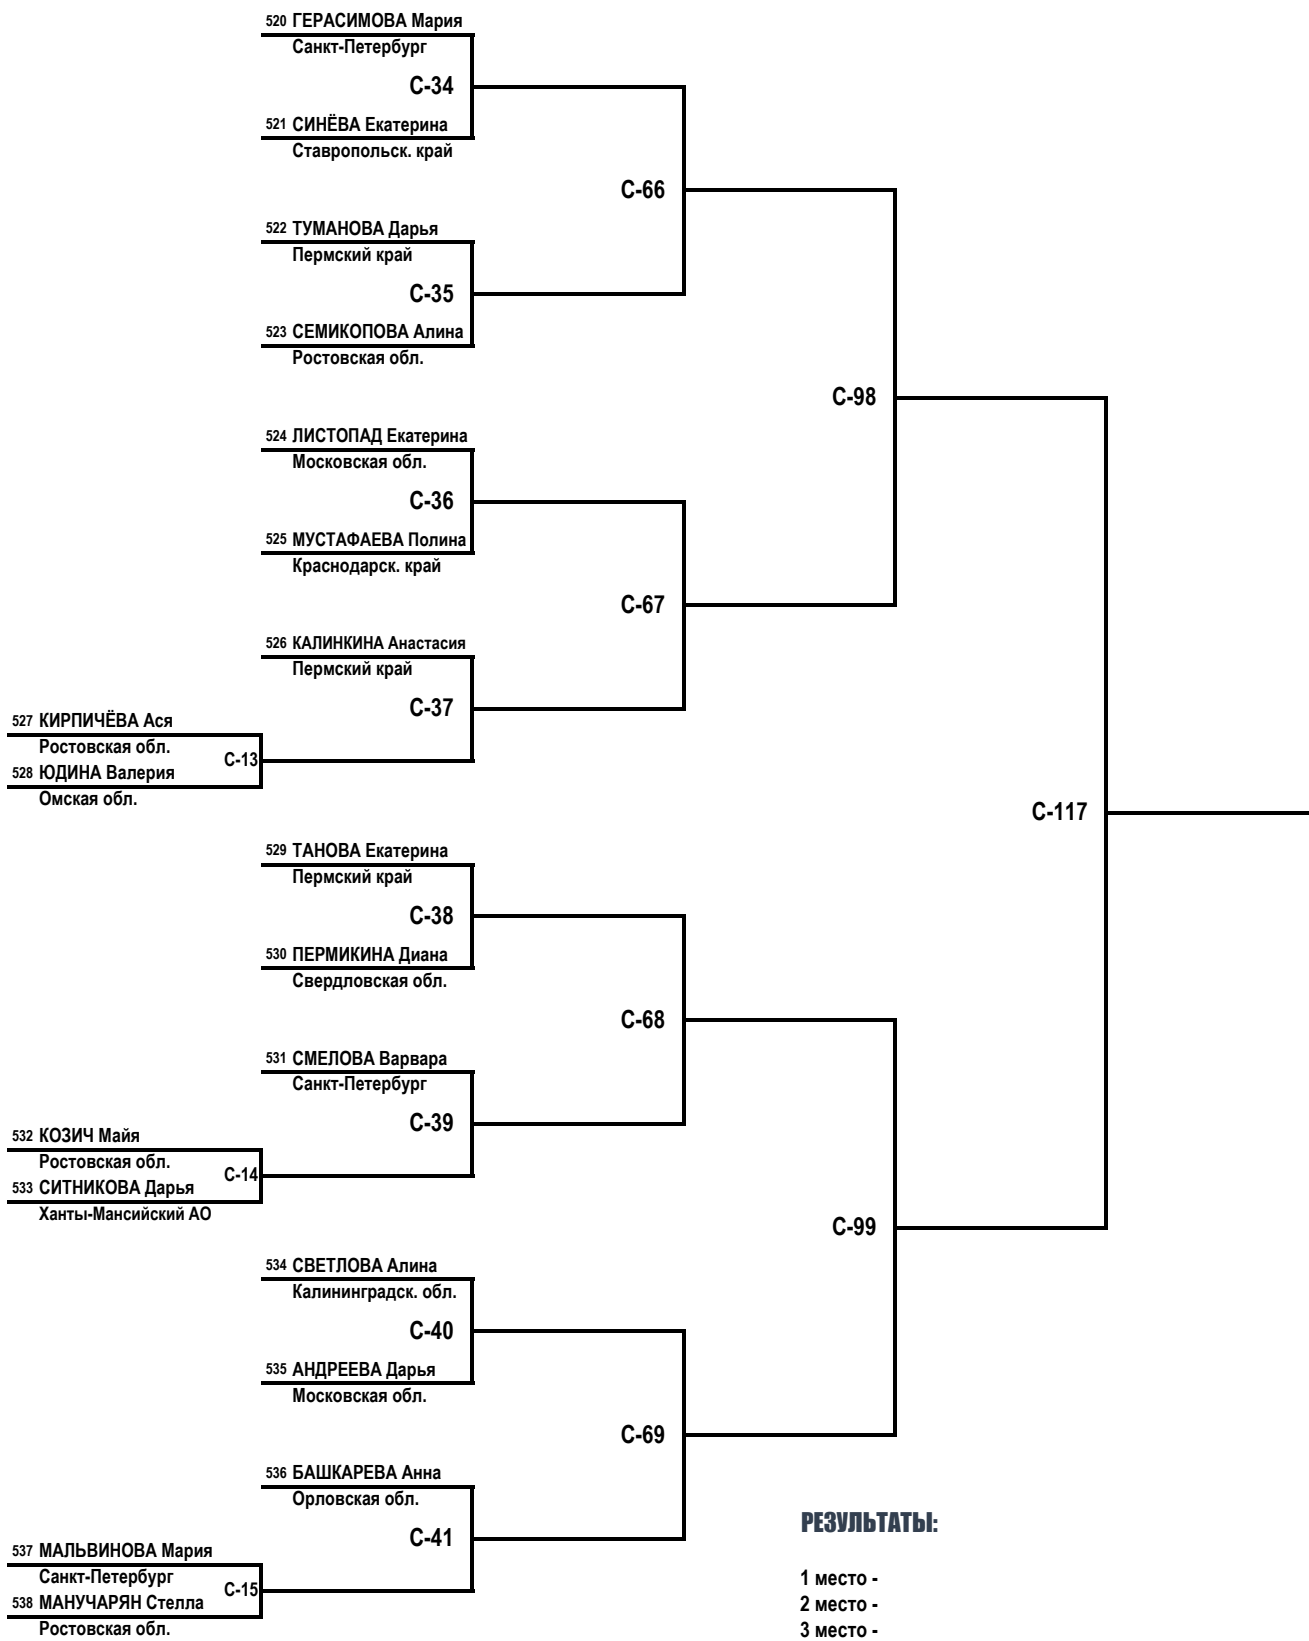 520 ГЕРАСИМОВА Мария
Санкт-Петербург
С-34
521 СИНЁВА Екатерина
Ставропольск. край
С-66
522 ТУМАНОВА Дарья
Пермский край
С-35
523 СЕМИКОПОВА Алина
Ростовская обл.
С-98
524 ЛИСТОПАД Екатерина
Московская обл.
С-36
525 МУСТАФАЕВА Полина
Краснодарск. край
С-67
526 КАЛИНКИНА Анастасия
Пермский край
С-37
527 КИРПИЧЁВА Ася
Ростовская обл.
С-13
528 ЮДИНА Валерия
Омская обл.
С-117
529 ТАНОВА Екатерина
Пермский край
С-38
530 ПЕРМИКИНА Диана
Свердловская обл.
С-68
531 СМЕЛОВА Варвара
Санкт-Петербург
С-39
532 КОЗИЧ Майя
Ростовская обл.
С-14
533 СИТНИКОВА Дарья
Ханты-Мансийский АО
С-99
534 СВЕТЛОВА Алина
Калининградск. обл.
С-40
535 АНДРЕЕВА Дарья
Московская обл.
С-69
536 БАШКАРЕВА Анна
Орловская обл.
С-41
537 МАЛЬВИНОВА Мария
Санкт-Петербург
С-15
538 МАНУЧАРЯН Стелла
Ростовская обл.
РЕЗУЛЬТАТЫ:
1 место -
2 место -
3 место -